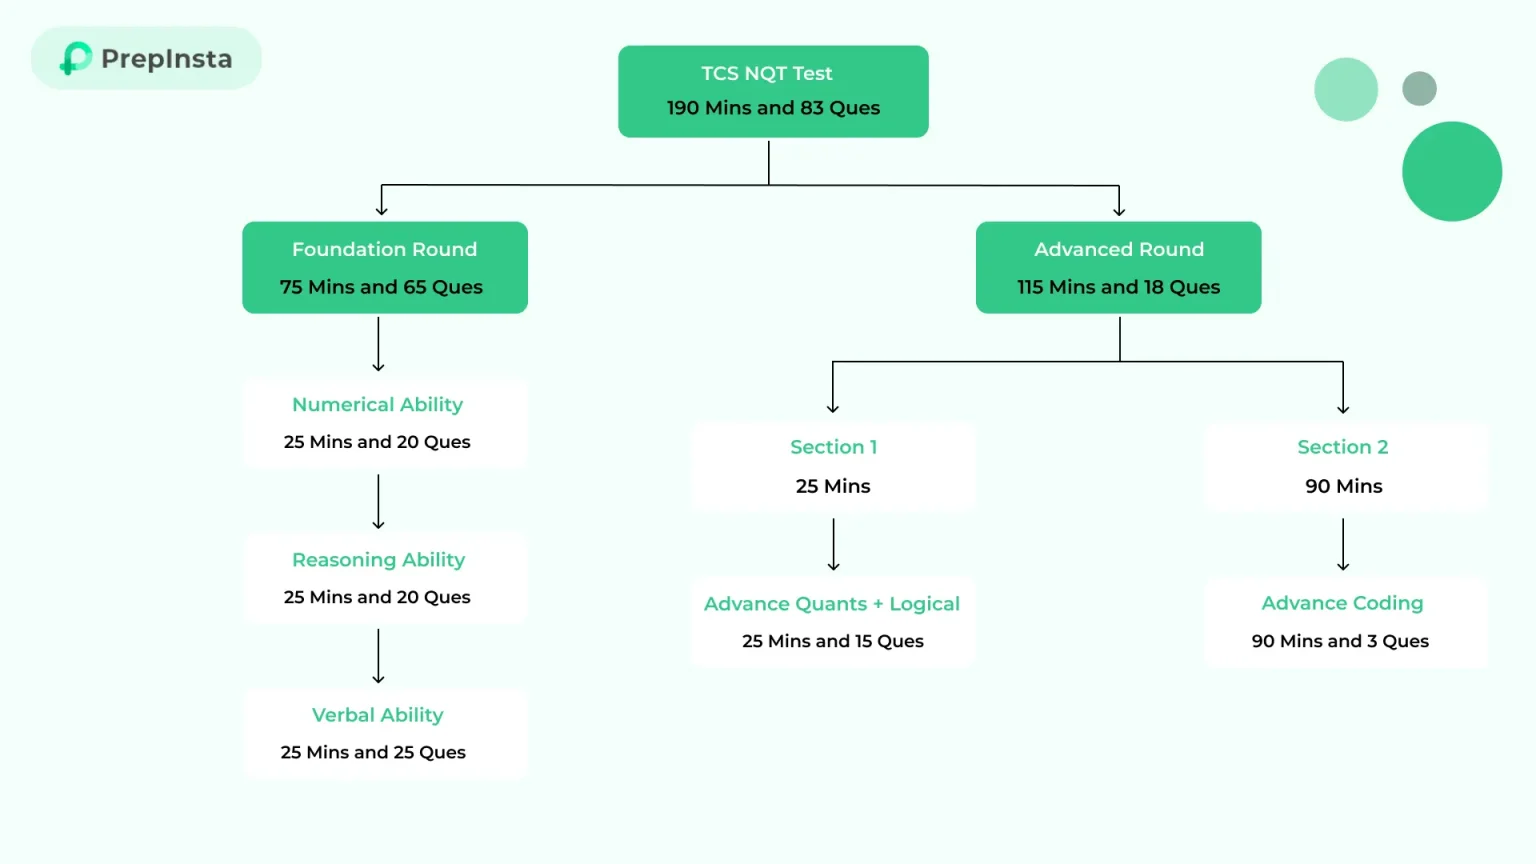 PrepInsta
TCS NQT Test
190 Mins and 83 Ques
Foundation Round
75 Mins and 65 Ques
Advanced Round
115 Mins and 18 Ques
Numerical Ability
25 Mins and 20 Ques
Reasoning Ability
25 Mins and 20 Ques
Verbal Ability
25 Mins and 25 Ques
Section 1
25 Mins
Advance Quants + Logical
25 Mins and 15 Ques
Section 2
90 Mins
Advance Coding
90 Mins and 3 Ques